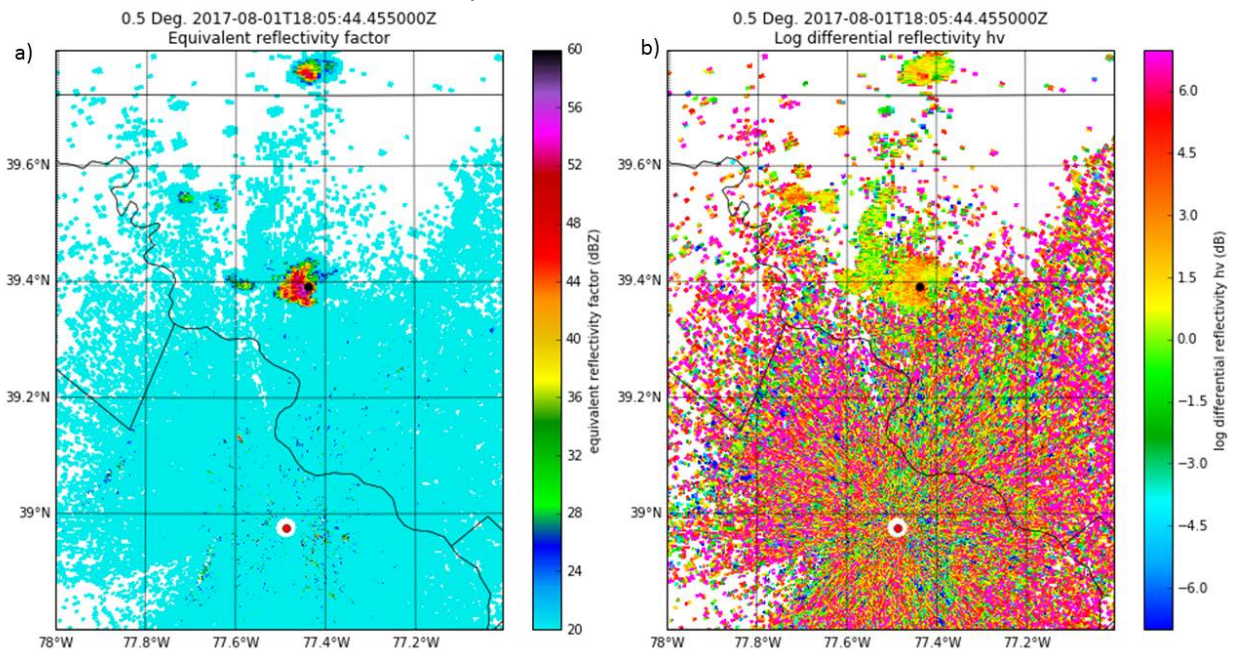 0.5 Deg. 2017-08-01T18:05:44.455000Z
Equivalent reflectivity factor
a)
39.6°N
39.4°N
39.2°N
39°N
78°W
77.8°W
77.6°W
77.4°W
77.2°W
60
56
52
48
44
40
36
32
28
24
20
equivalent reflectivity factor (dBZ)
0.5 Deg. 2017-08-01T18:05:44.455000Z
Log differential reflectivity hv
b)
39.6°N
39.4°N
39.2°N
39°N
78°W
77.8°W
77.6°W
77.4°W
77.2°W
6.0
4.5
3.0
1.5
0.0
−1.5
−3.0
−4.5
−6.0
log differential reflectivity hv (dB)